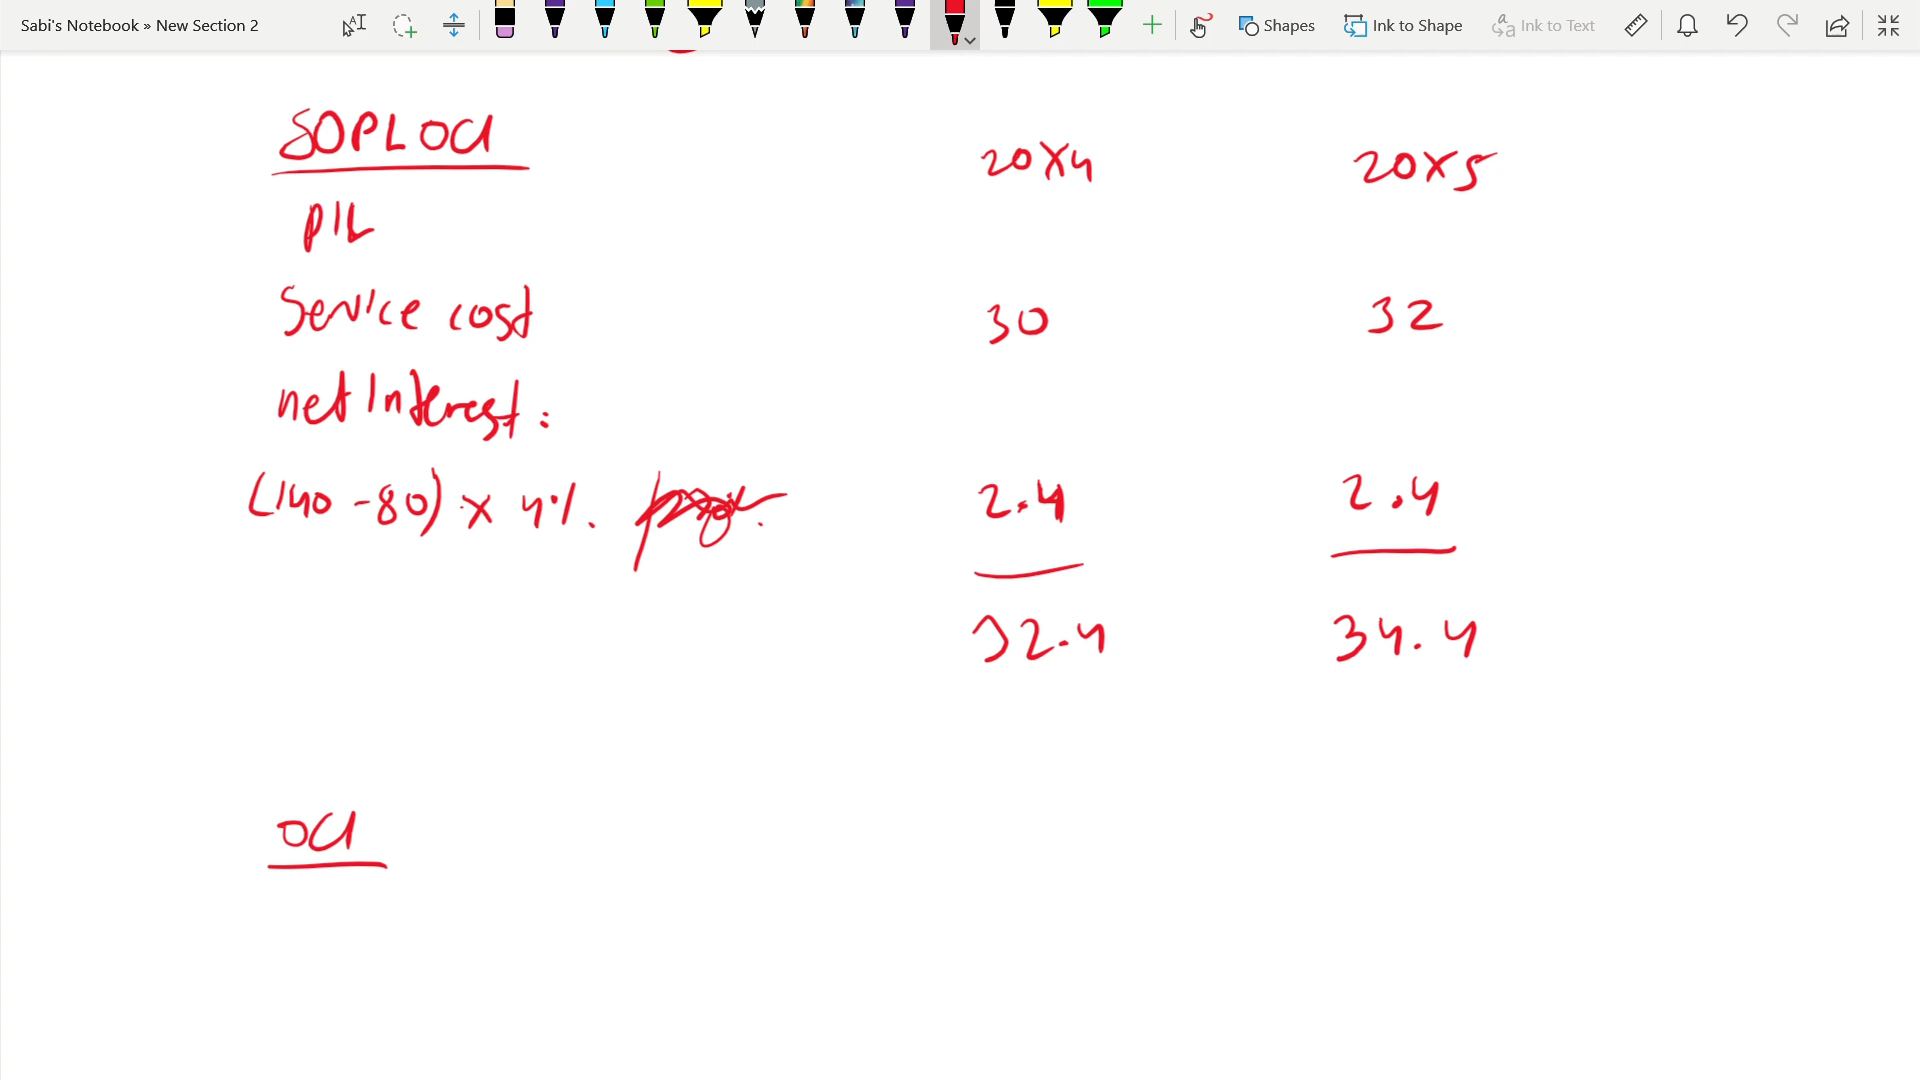 Sabi's Notebook » New Section 2 Shapes Ink to Shape Ink to Text
SOPLOCI 20X4 20X5
P/L
Service cost 30 32
net Interest:
(140 - 80) x 4%. 2.4 2.4
32.4 34.4
OCI